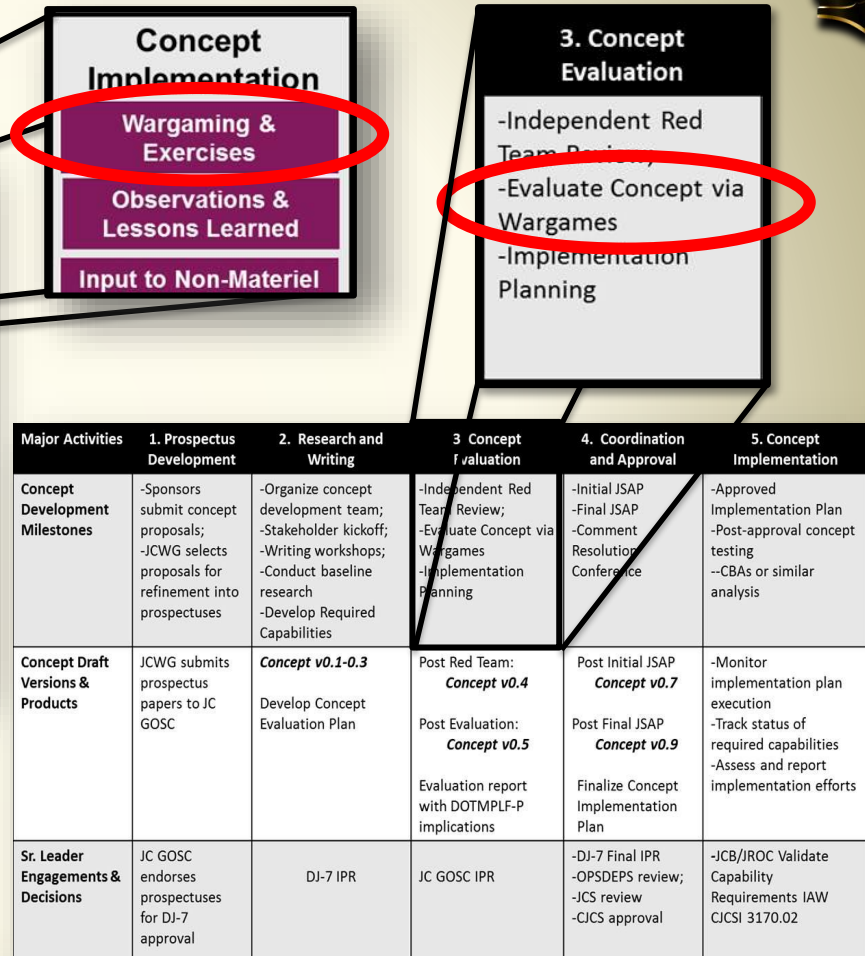 Concept
Implementation
Wargaming &
Exercises
Observations &
Lessons Learned
Input to Non-Materiel
3. Concept
Evaluation
-Independent Red
Team Review;
-Evaluate Concept via
Wargames
-Implementation
Planning
Major Activities
1. Prospectus
Development
2. Research and
Writing
3 Concept
Evaluation
4. Coordination
and Approval
5. Concept
Implementation
Concept
Development
Milestones
-Sponsors
submit concept
proposals;
-JCWG selects
proposals for
refinement into
prospectuses
-Organize concept
development team;
-Stakeholder kickoff;
-Writing workshops;
-Conduct baseline
research
-Develop Required
Capabilities
-Independent Red
Team Review;
-Evaluate Concept via
Wargames
-Implementation
Planning
-Initial JSAP
-Final JSAP
-Comment
Resolution
Conference
-Approved
Implementation Plan
-Post-approval concept
testing
--CBAs or similar
analysis
Concept Draft
Versions &
Products
JCWG submits
prospectus
papers to JC
GOSC
Concept v0.1-0.3
Develop Concept
Evaluation Plan
Post Red Team:
Concept v0.4
Post Evaluation:
Concept v0.5
Evaluation report
with DOTMPLF-P
implications
Post Initial JSAP
Concept v0.7
Post Final JSAP
Concept v0.9
Finalize Concept
Implementation
Plan
-Monitor
implementation plan
execution
-Track status of
required capabilities
-Assess and report
implementation efforts
Sr. Leader
Engagements &
Decisions
JC GOSC
endorses
prospectuses
for DJ-7
approval
DJ-7 IPR
JC GOSC IPR
-DJ-7 Final IPR
-OPSDEPS review;
-JCS review
-CJCS approval
-JCB/JROC Validate
Capability
Requirements IAW
CJCSI 3170.02